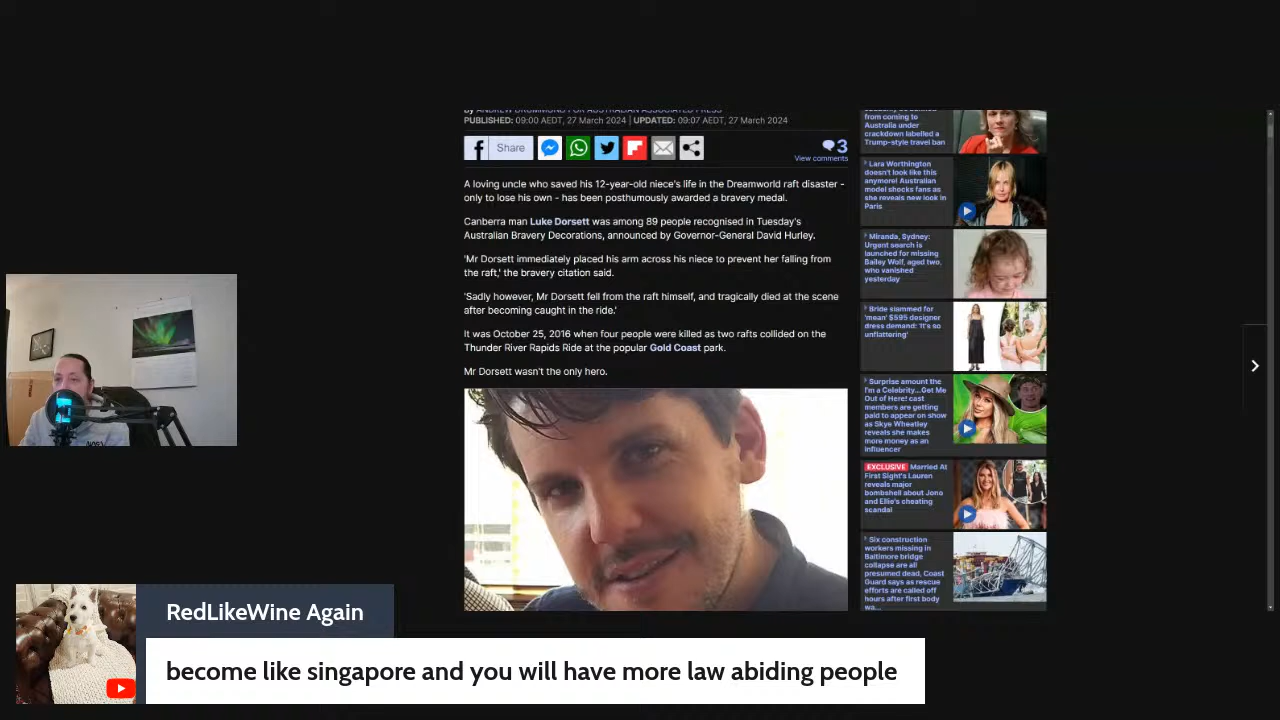 by ANDREW DRUMMOND FOR AUSTRALIAN ASSOCIATED PRESS
PUBLISHED: 09:00 AEDT, 27 March 2024 | UPDATED: 09:07 AEDT, 27 March 2024
Share
3
View comments
A loving uncle who saved his 12-year-old niece's life in the Dreamworld raft disaster -
only to lose his own - has been posthumously awarded a bravery medal.
Canberra man Luke Dorsett was among 89 people recognised in Tuesday's
Australian Bravery Decorations, announced by Governor-General David Hurley.
'Mr Dorsett immediately placed his arm across his niece to prevent her falling from
the raft,' the bravery citation said.
'Sadly however, Mr Dorsett fell from the raft himself, and tragically died at the scene
after becoming caught in the ride.'
It was October 25, 2016 when four people were killed as two rafts collided on the
Thunder River Rapids Ride at the popular Gold Coast park.
Mr Dorsett wasn't the only hero.
from coming to
Australia under
crackdown labelled a
Trump-style travel ban
Lara Worthington
doesn't look like this
anymore! Australian
model shocks fans as
she reveals new look in
Paris
Miranda, Sydney:
Urgent search is
launched for missing
Bailey Wolf, aged two,
who vanished
yesterday
Bride slammed for
'mean' $595 designer
dress demand: 'It's so
unflattering'
Surprise amount the
I'm a Celebrity...Get Me
Out of Here! cast
members are getting
paid to appear on show
as Skye Wheatley
reveals she makes
more money as an
influencer
EXCLUSIVE Married At
First Sight's Lauren
reveals major
bombshell about Jono
and Ellie's cheating
scandal
Six construction
workers missing in
Baltimore bridge
collapse are all
presumed dead, Coast
Guard says as rescue
efforts are called off
hours after first body
wa...
RedLikeWine Again
become like singapore and you will have more law abiding people